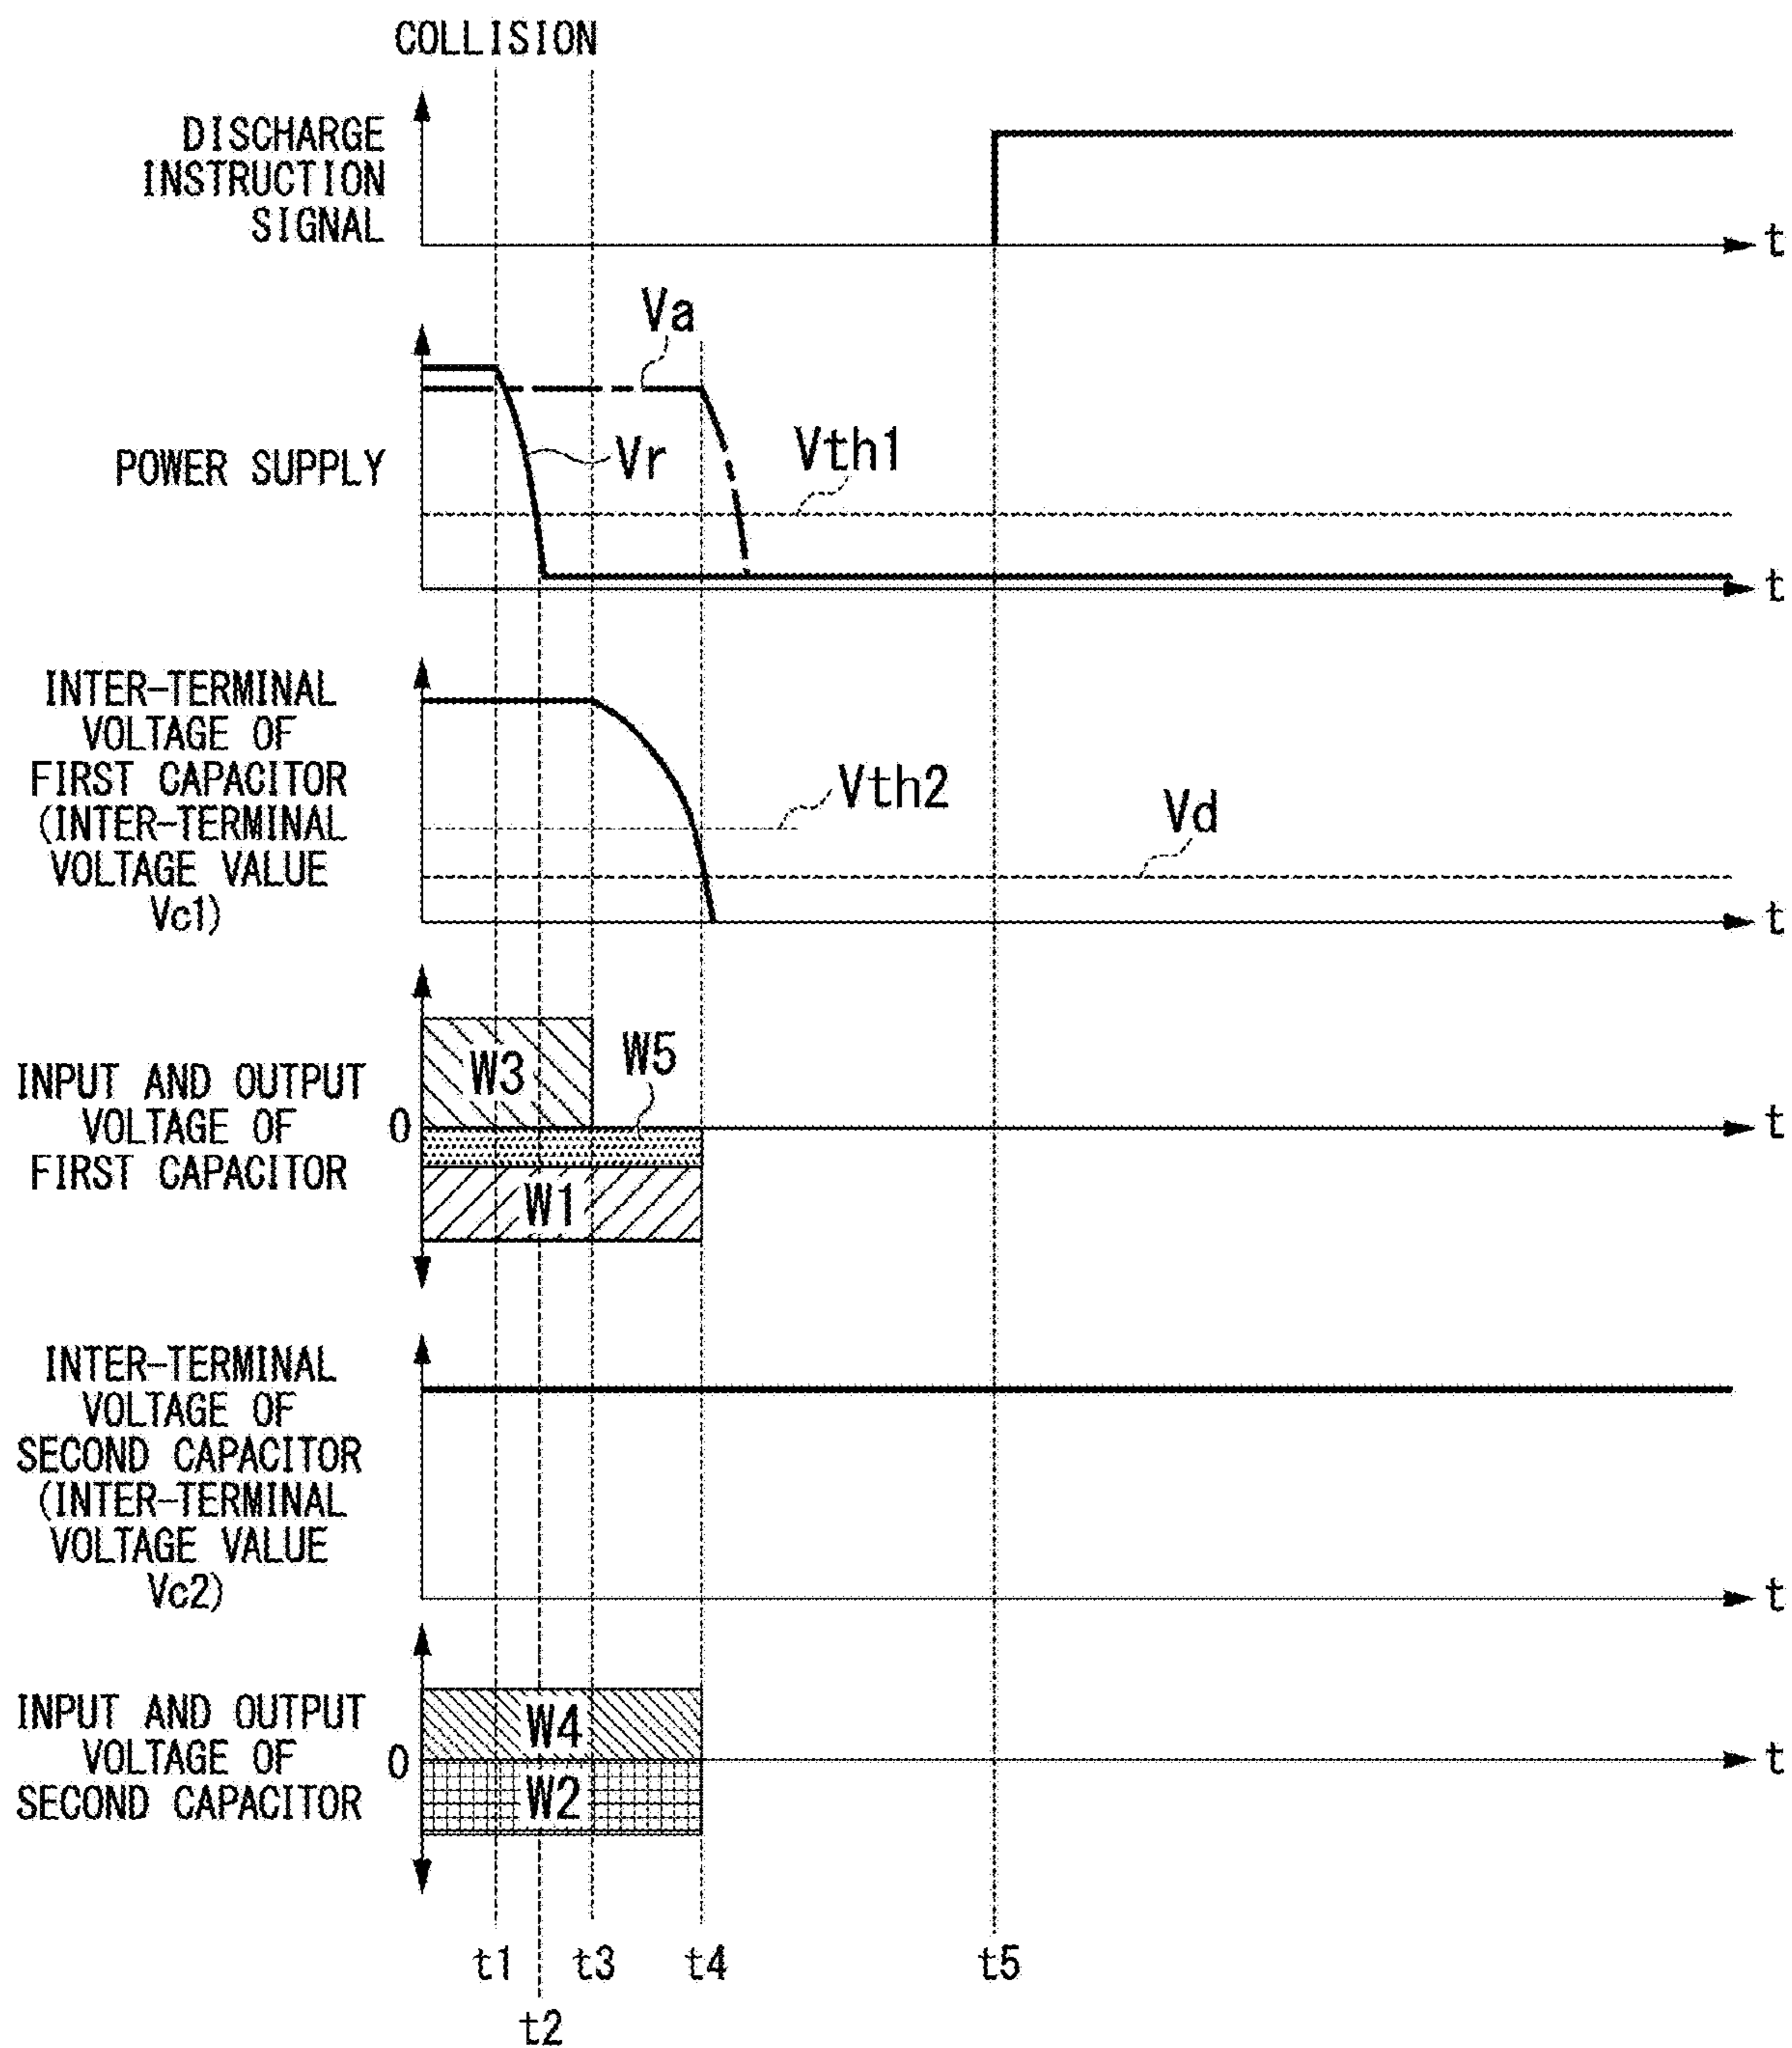 COLLISION
DISCHARGE
INSTRUCTION
SIGNAL
t
Va
POWER SUPPLY
Vr
Vth1
t
INTER-TERMINAL
VOLTAGE OF
FIRST CAPACITOR
(INTER-TERMINAL
VOLTAGE VALUE
Vc1)
Vth2
Vd
t
INPUT AND OUTPUT
VOLTAGE OF
FIRST CAPACITOR
0
W3
W5
W1
t
INTER-TERMINAL
VOLTAGE OF
SECOND CAPACITOR
(INTER-TERMINAL
VOLTAGE VALUE
Vc2)
t
INPUT AND OUTPUT
VOLTAGE OF
SECOND CAPACITOR
0
W4
W2
t
t1
t3
t4
t5
t2